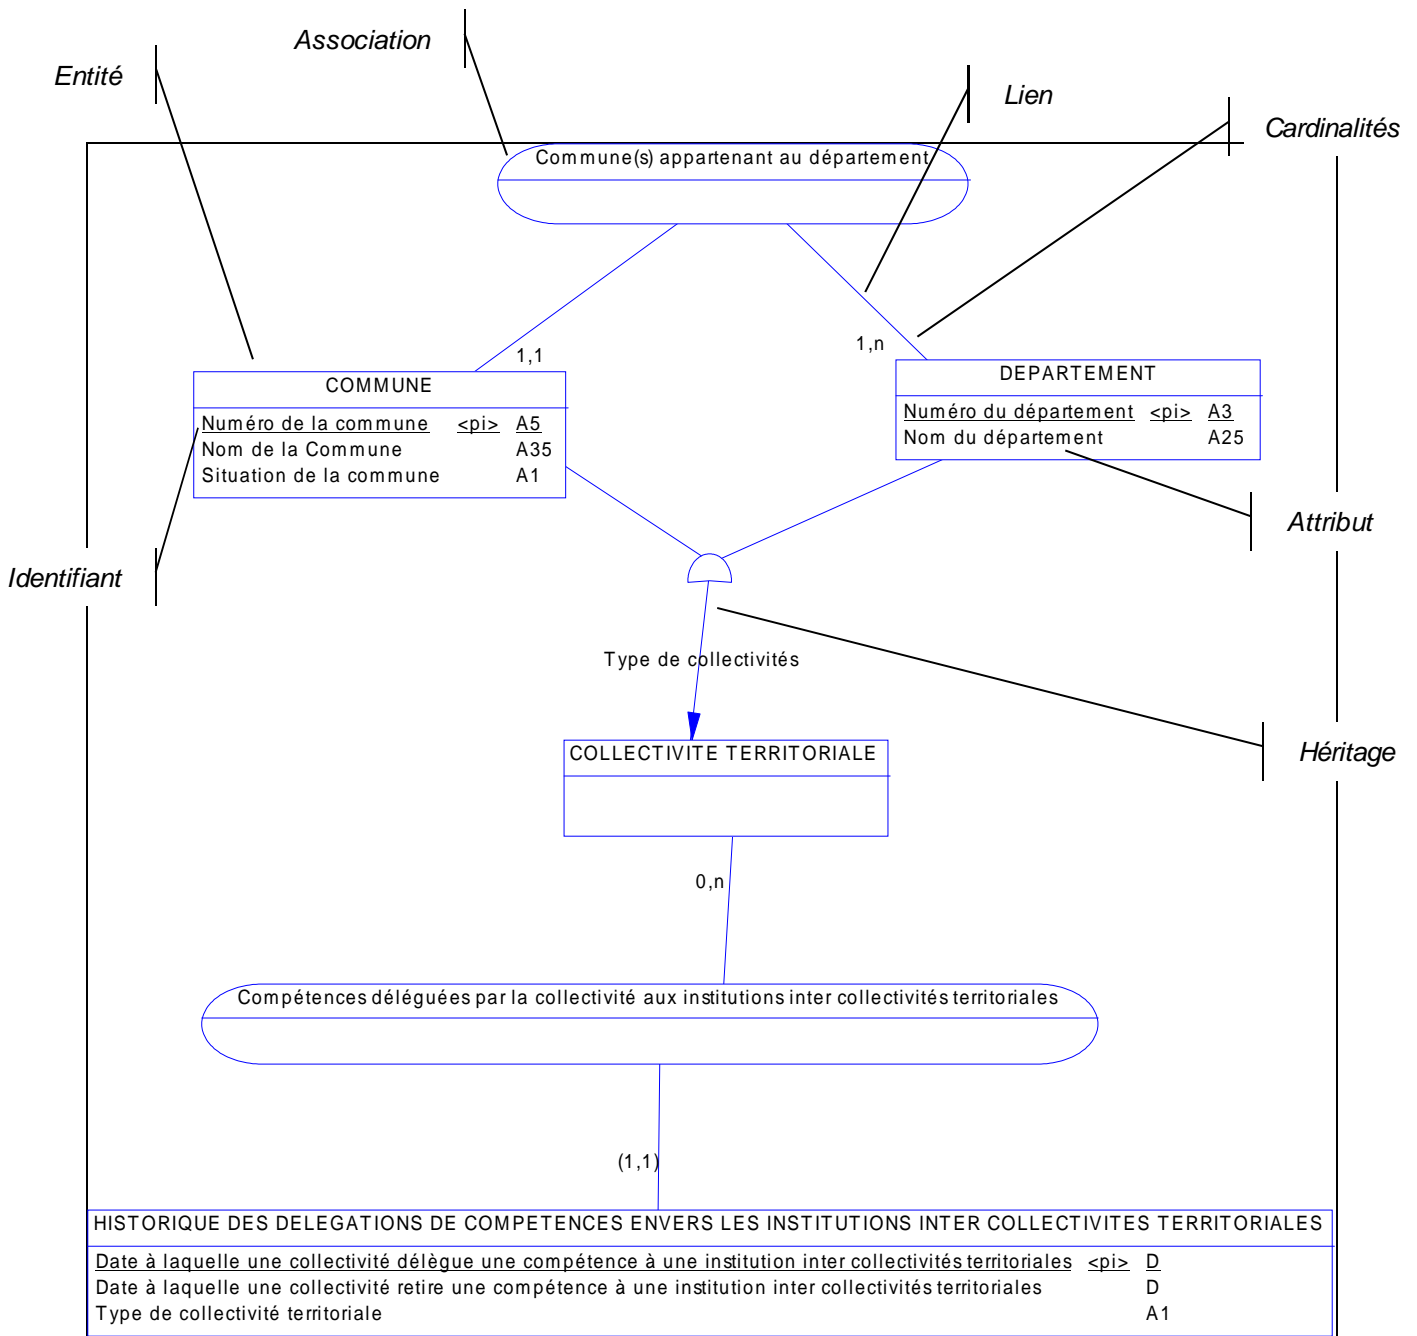 Association
Entité
Lien
Cardinalités
Commune(s) appartenant au département
1,1
1,n
COMMUNE
Numéro de la commune <pi> A5
Nom de la Commune A35
Situation de la commune A1
DEPARTEMENT
Numéro du département <pi> A3
Nom du département A25
Attribut
Identifiant
Type de collectivités
Héritage
COLLECTIVITE TERRITORIALE
0,n
Compétences déléguées par la collectivité aux institutions inter collectivités territoriales
(1,1)
HISTORIQUE DES DELEGATIONS DE COMPETENCES ENVERS LES INSTITUTIONS INTER COLLECTIVITES TERRITORIALES
Date à laquelle une collectivité délègue une compétence à une institution inter collectivités territoriales <pi> D
Date à laquelle une collectivité retire une compétence à une institution inter collectivités territoriales D
Type de collectivité territoriale A1